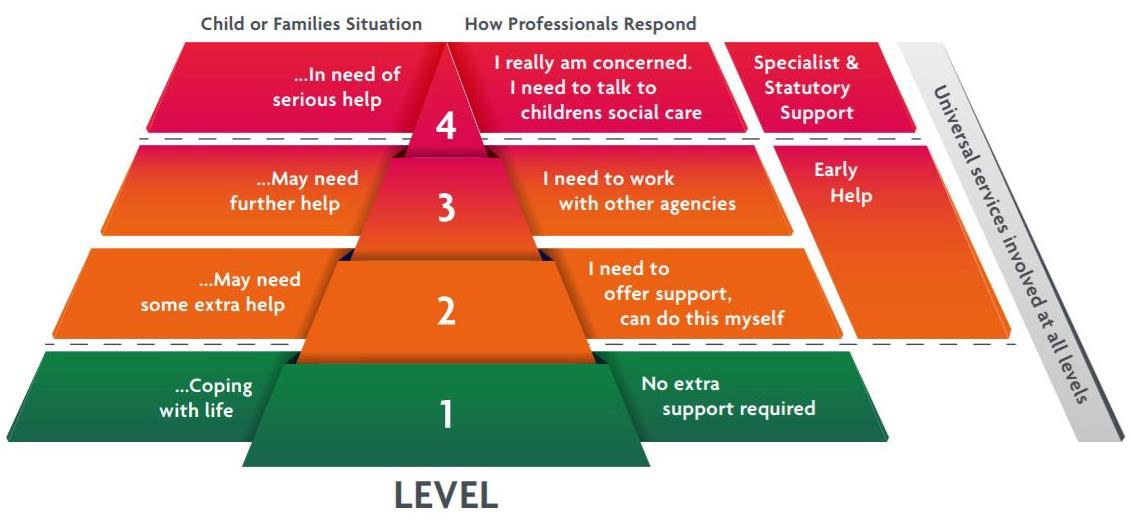 Child or Families Situation
How Professionals Respond
...In need of
serious help
4
I really am concerned.
I need to talk to
childrens social care
Specialist &
Statutory
Support
...May need
further help
3
I need to work
with other agencies
Early
Help
...May need
some extra help
2
I need to
offer support,
can do this myself
...Coping
with life
1
No extra
support required
Universal services involved at all levels
LEVEL